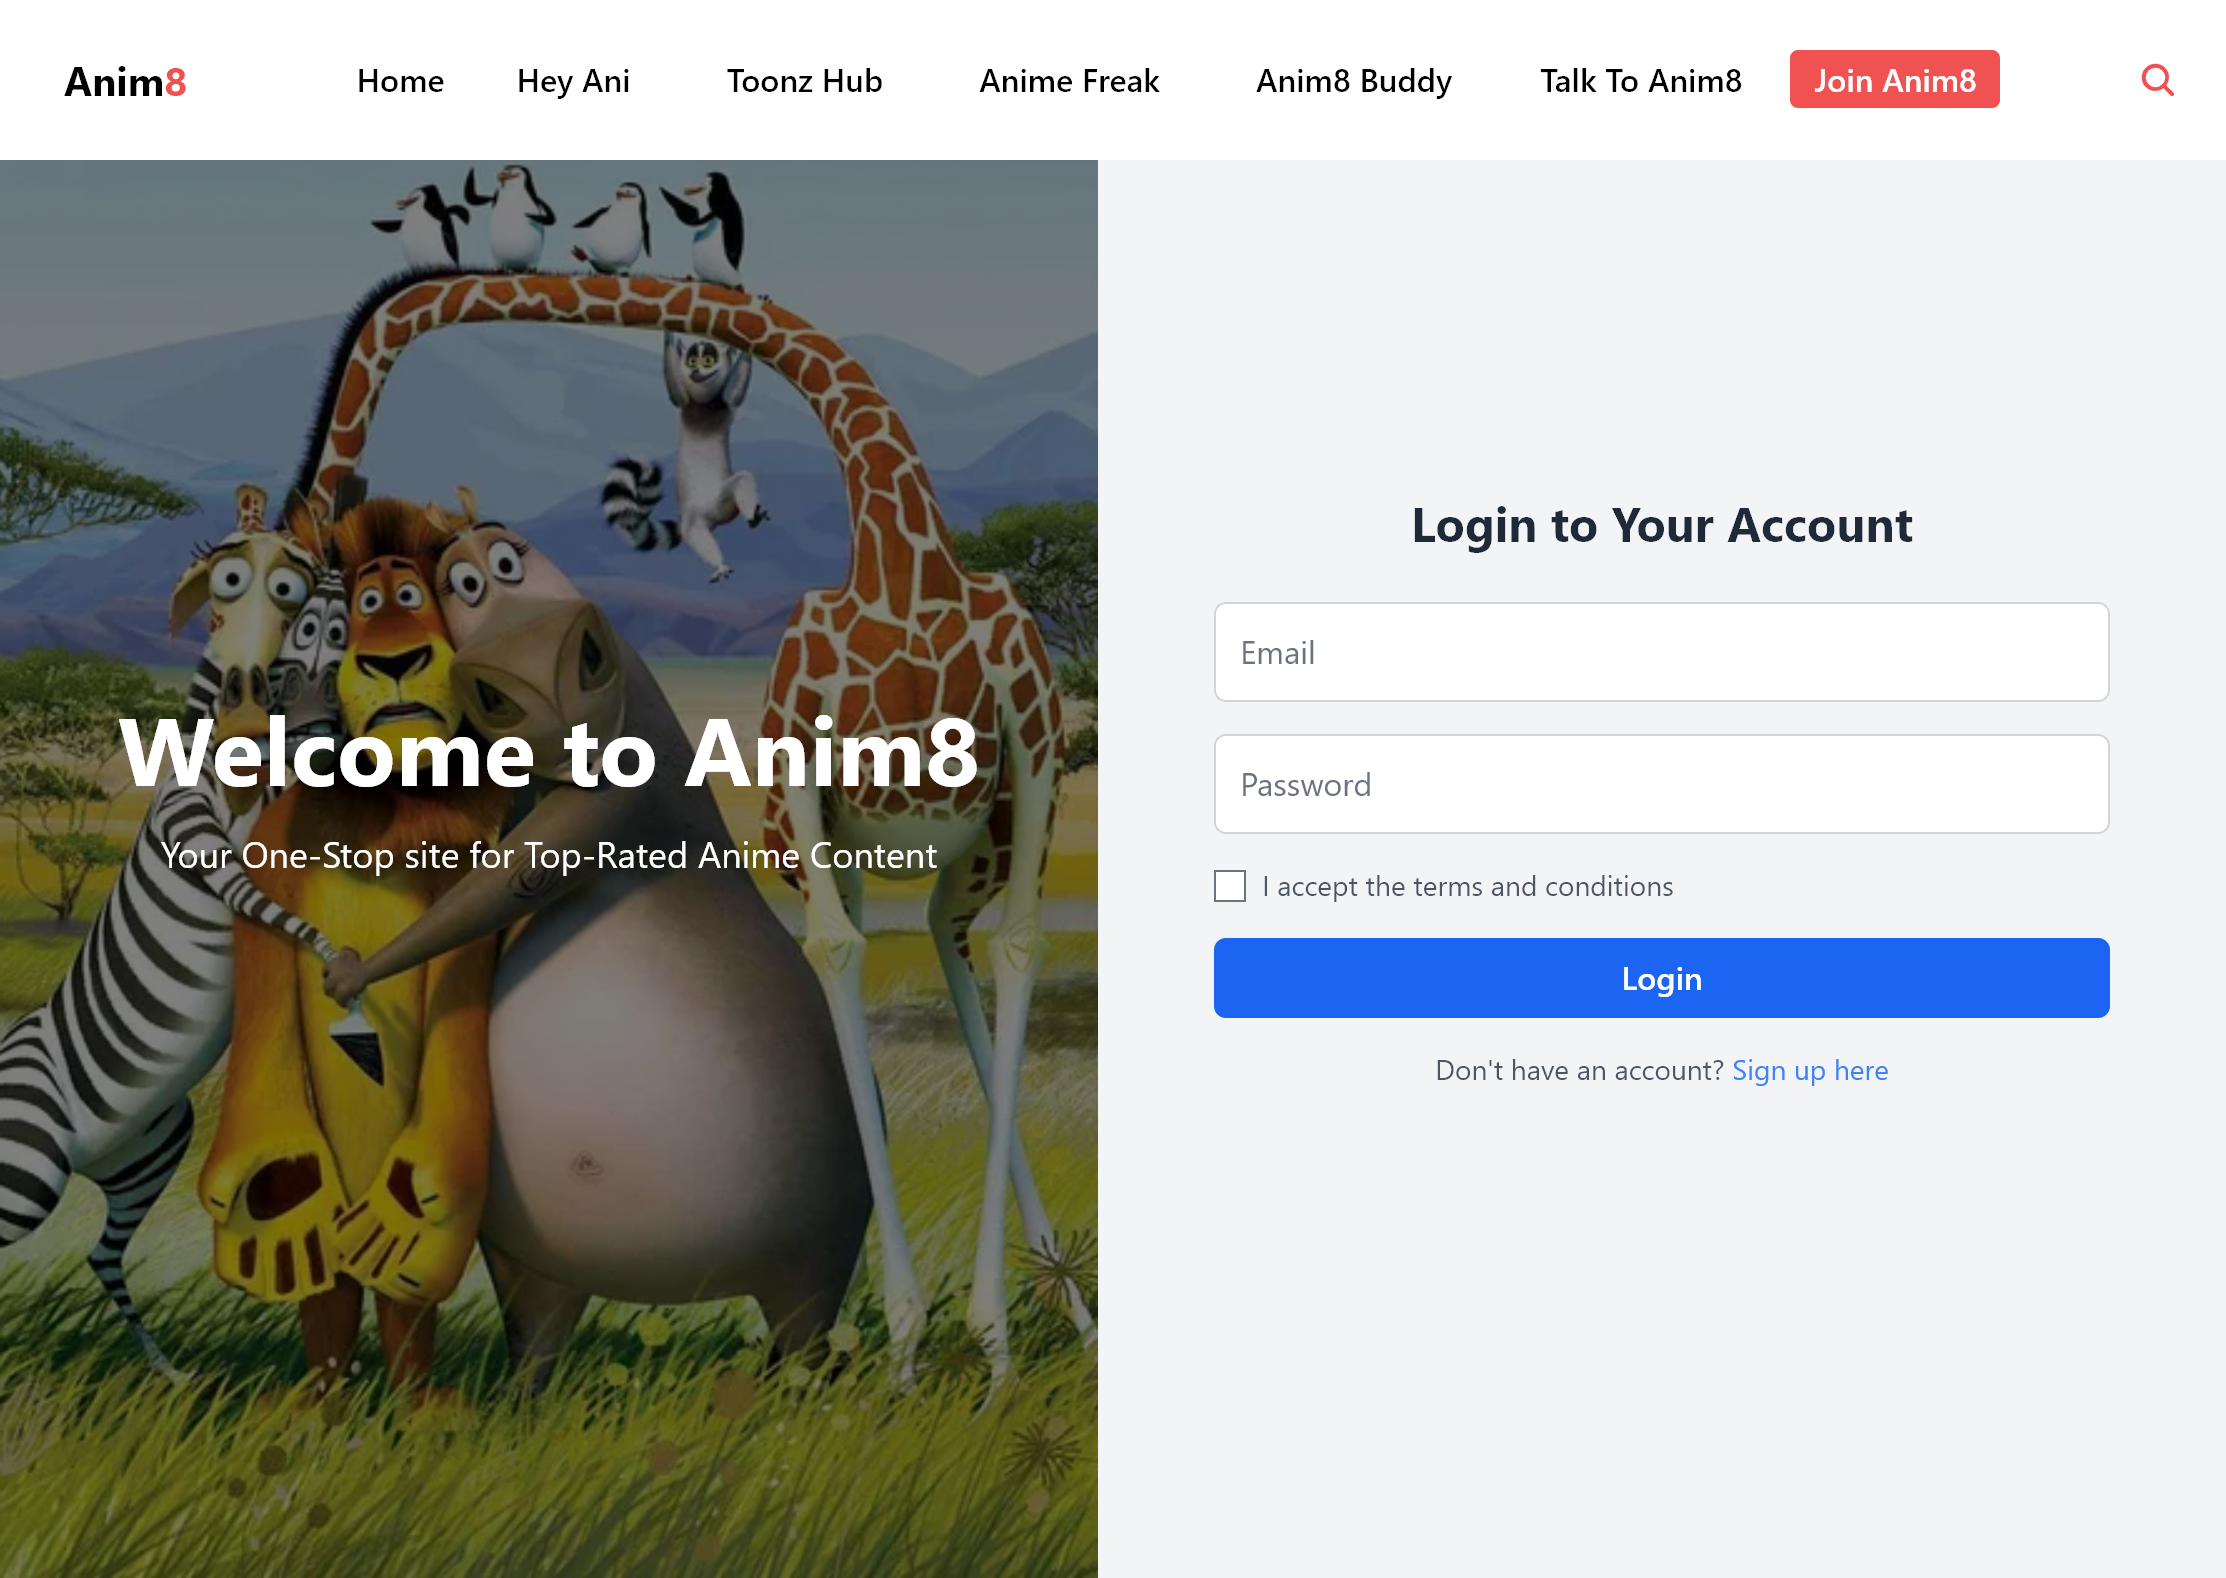 Anim8
Home
Hey Ani
Toonz Hub
Anime Freak
Anim8 Buddy
Talk To Anim8
Join Anim8
Welcome to Anim8
Your One-Stop site for Top-Rated Anime Content
Login to Your Account
Email
Password
I accept the terms and conditions
Login
Don't have an account? Sign up here